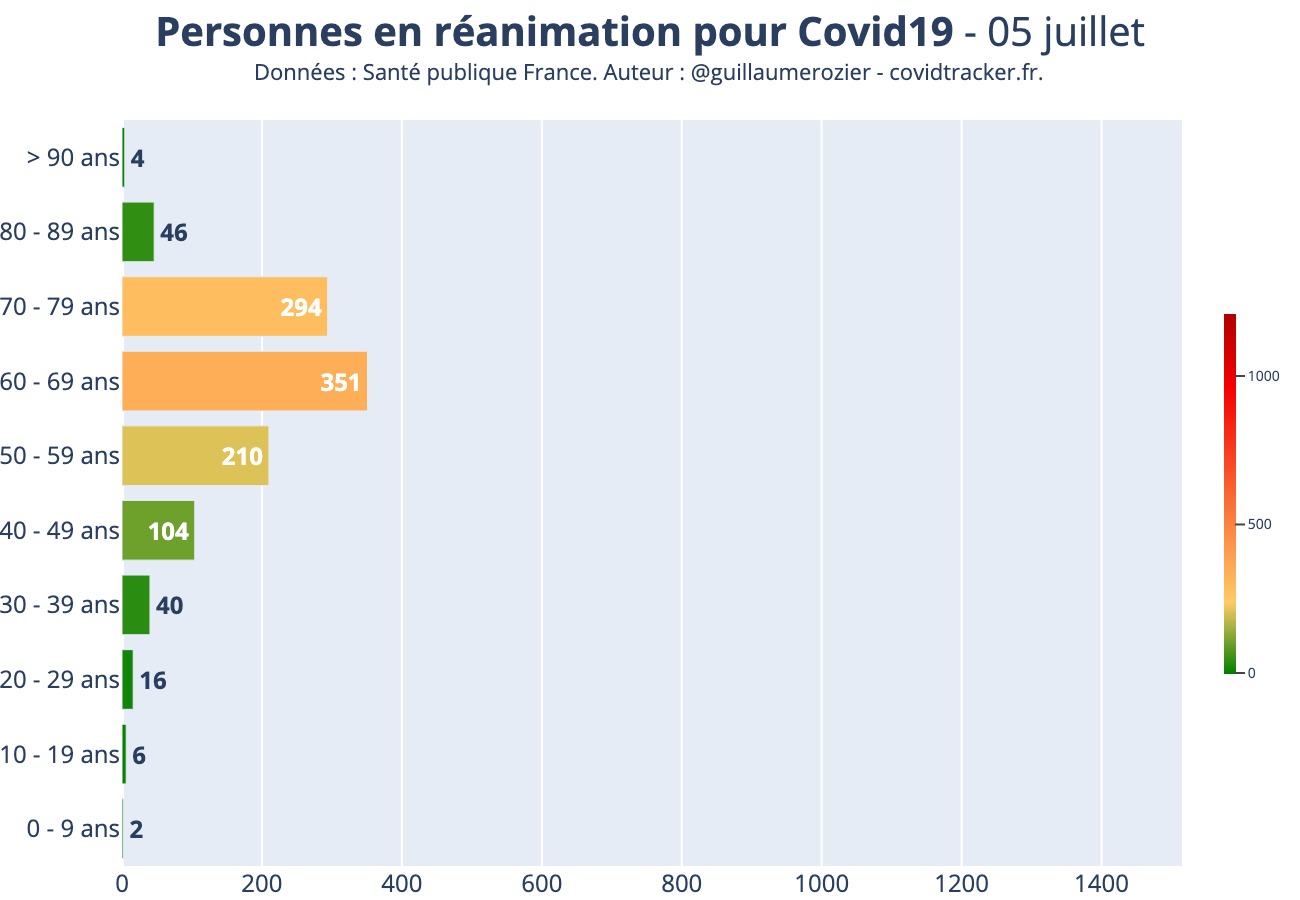 Personnes en réanimation pour Covid19 - 05 juillet
Données : Santé publique France. Auteur : @guillaumerozier - covidtracker.fr.
> 90 ans 4
80 - 89 ans 46
70 - 79 ans 294
60 - 69 ans 351
50 - 59 ans 210
40 - 49 ans 104
30 - 39 ans 40
20 - 29 ans 16
10 - 19 ans 6
0 - 9 ans 2
0 200 400 600 800 1000 1200 1400
1000
500
0